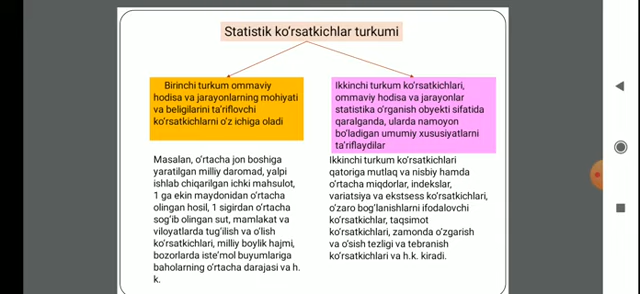 Statistik ko‘rsatkichlar turkumi
Birinchi turkum ommaviy
hodisa va jarayonlarning mohiyati
va beligilarini ta’riflovchi
ko‘rsatkichlarni o‘z ichiga oladi
Masalan, o‘rtacha jon boshiga
yaratilgan milliy daromad, yalpi
ishlab chiqarilgan ichki mahsulot,
1 ga ekin maydonidan o‘rtacha
olingan hosil, 1 sigirdan o‘rtacha
sog‘ib olingan sut, mamlakat va
viloyatlarda tug‘ilish va o‘lish
ko‘rsatkichlari, milliy boylik hajmi,
bozorlarda iste’mol buyumlariga
baholarning o‘rtacha darajasi va h.
k.
Ikkinchi turkum ko‘rsatkichlari,
ommaviy hodisa va jarayonlar
statistika o‘rganish obyekti sifatida
qaralganda, ularda namoyon
bo‘ladigan umumiy xususiyatlarni
ta’riflaydilar
Ikkinchi turkum ko‘rsatkichlari
qatoriga mutlaq va nisbiy hamda
o‘rtacha miqdorlar, indekslar,
variatsiya va ekstsess ko‘rsatkichlari,
o‘zaro bog‘lanishlarni ifodalovchi
ko‘rsatkichlar, taqsimot
ko‘rsatkichlari, zamonda o‘zgarish
va o‘sish tezligi va tebranish
ko‘rsatkichlari va h.k. kiradi.